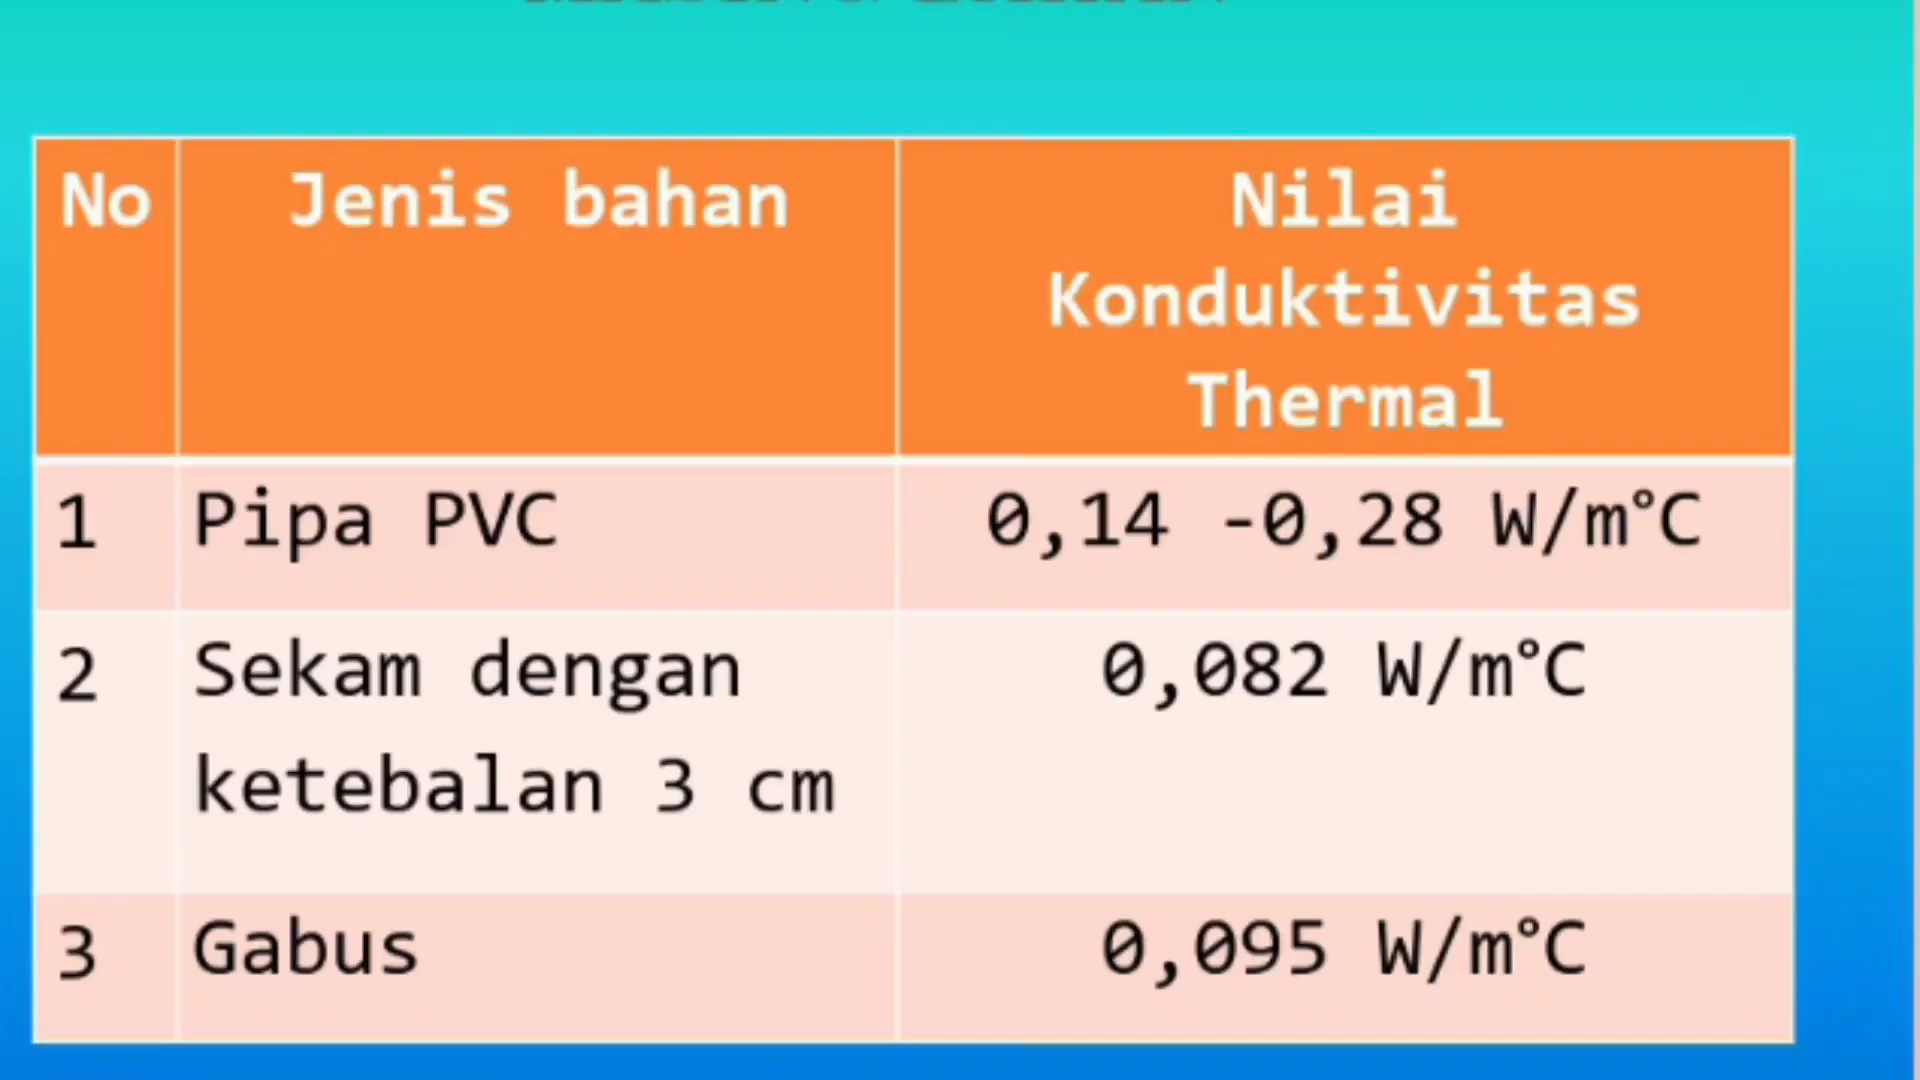 No Jenis bahan Nilai
Konduktivitas
Thermal
1 Pipa PVC 0,14 -0,28 W/m°C
2 Sekam dengan 0,082 W/m°C
ketebalan 3 cm
3 Gabus 0,095 W/m°C